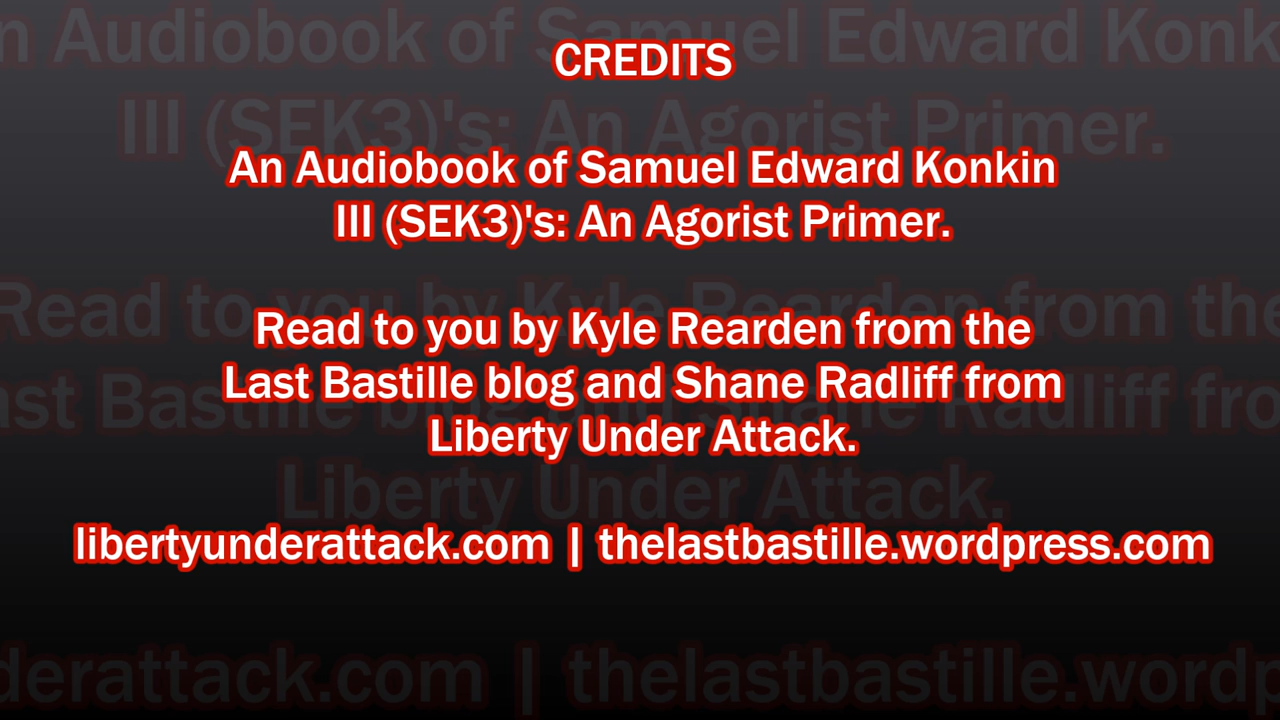 CREDITS
An Audiobook of Samuel Edward Konkin
III (SEK3)'s: An Agorist Primer.
Read to you by Kyle Rearden from the
Last Bastille blog and Shane Radliff from
Liberty Under Attack.
libertyunderattack.com | thelastbastille.wordpress.com